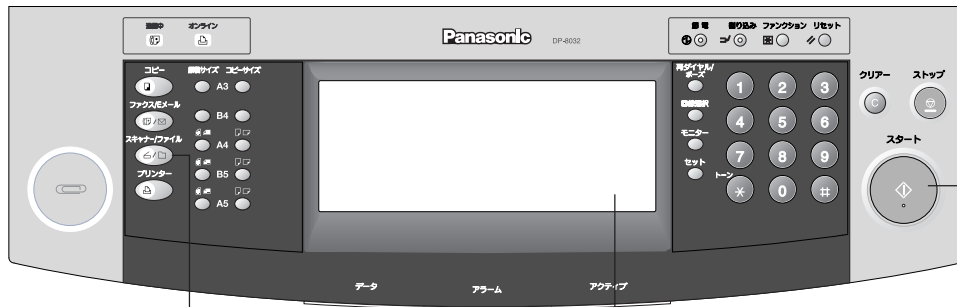 通信中 オンライン
Panasonic DP-8032
節電 割り込み ファンクション リセット
コピー
原稿サイズ コピーサイズ
A3
ファクス/Eメール
B4
スキャナー/ファイル
A4
プリンター
B5
A5
再ダイヤル/
ポーズ
モニター
セット
トーン
1 2 3
4 5 6
7 8 9
* 0 #
クリアー ストップ
C
スタート
データ アラーム アクティブ